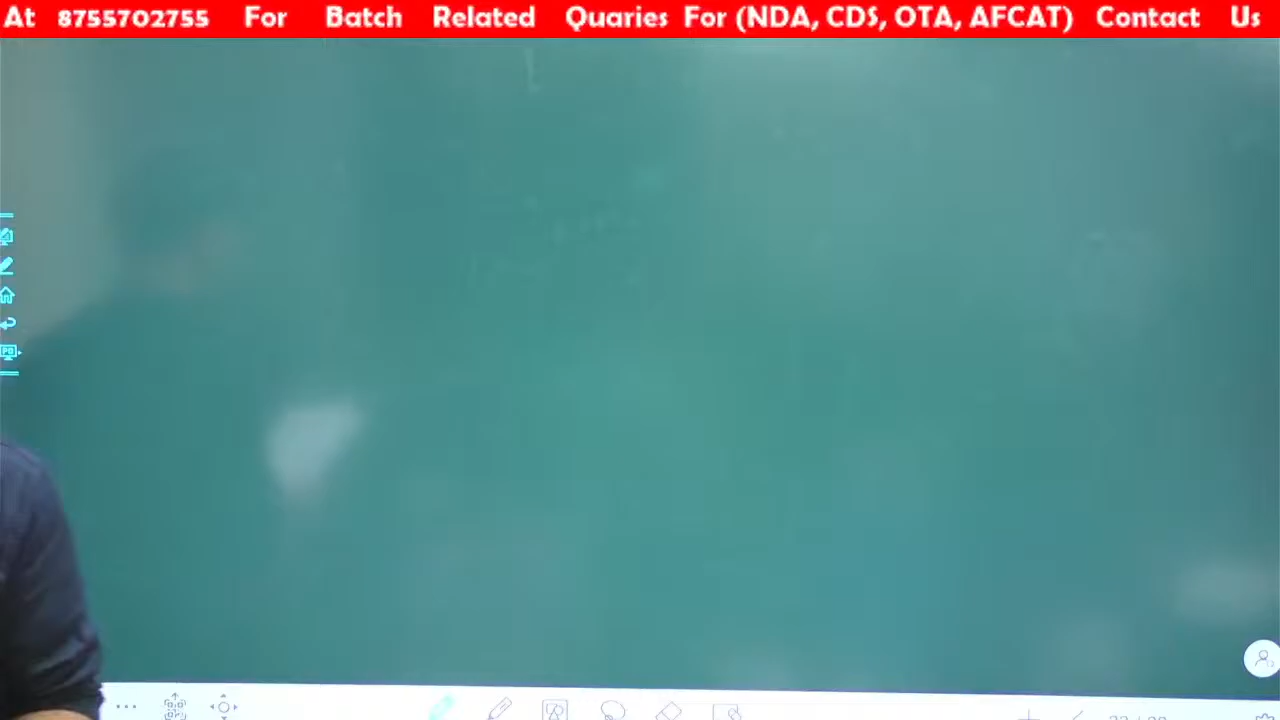 At 8755702755 For Batch Related Quaries For (NDA, CDS, OTA, AFCAT) Contact Us